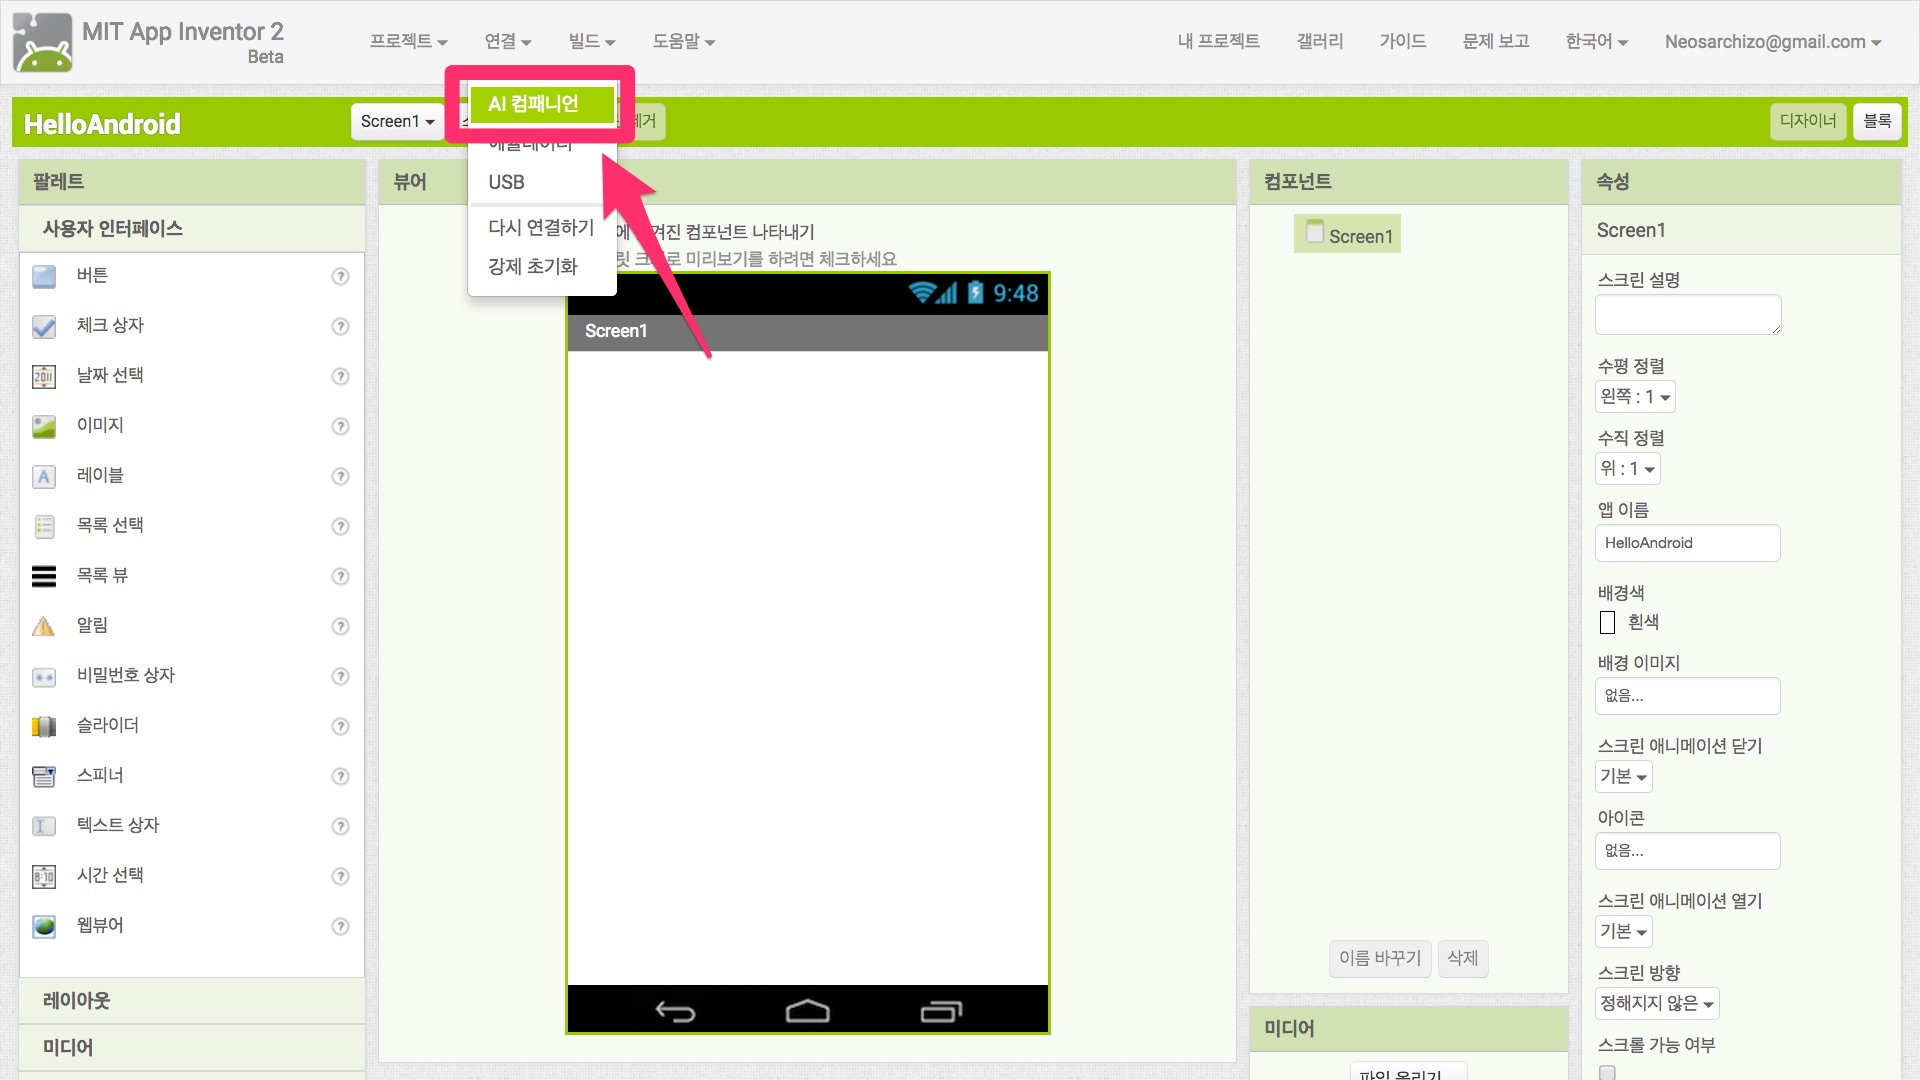 MIT App Inventor 2
Beta
프로젝트
연결
빌드
도움말
내 프로젝트
갤러리
가이드
문제 보고
한국어
Neosarchizo@gmail.com
HelloAndroid
Screen1
AI 컴패니언
디자이너
블록
에뮬레이터
USB
다시 연결하기
강제 초기화
팔레트
사용자 인터페이스
버튼
체크 상자
날짜 선택
이미지
레이블
목록 선택
목록 뷰
알림
비밀번호 상자
슬라이더
스피너
텍스트 상자
시간 선택
웹뷰어
레이아웃
미디어
뷰어
컴포넌트 나타내기
미리보기를 하려면 체크하세요
9:48
Screen1
컴포넌트
Screen1
이름 바꾸기
삭제
미디어
파일 올리기
속성
Screen1
스크린 설명
수평 정렬
왼쪽 : 1
수직 정렬
위 : 1
앱 이름
HelloAndroid
배경색
흰색
배경 이미지
없음...
스크린 애니메이션 닫기
기본
아이콘
없음...
스크린 애니메이션 열기
기본
스크린 방향
정해지지 않은
스크롤 가능 여부